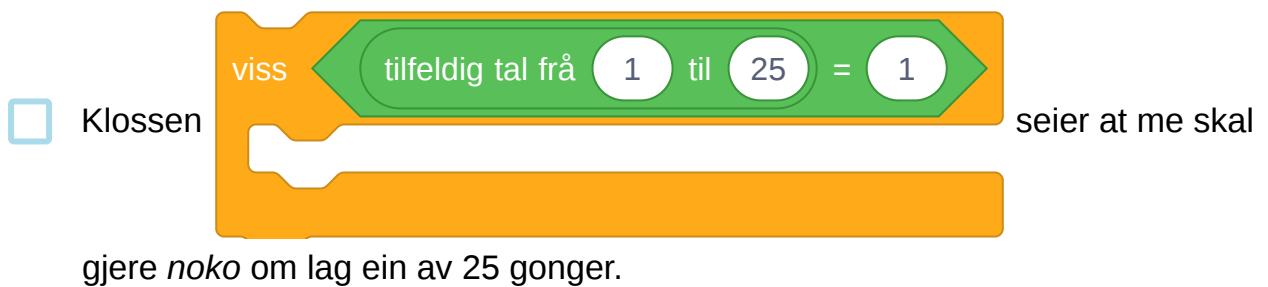 viss tilfeldig tal frå 1 til 25 = 1
Klossen seier at me skal
gjere noko om lag ein av 25 gonger.